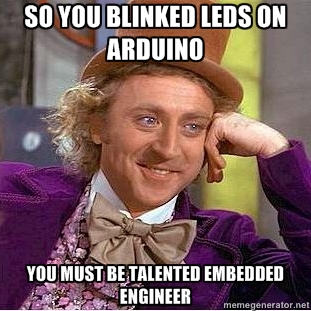 SO YOU BLINKED LEDS ON
ARDUINO
YOU MUST BE TALENTED EMBEDDED
ENGINEER
memegenerator.net